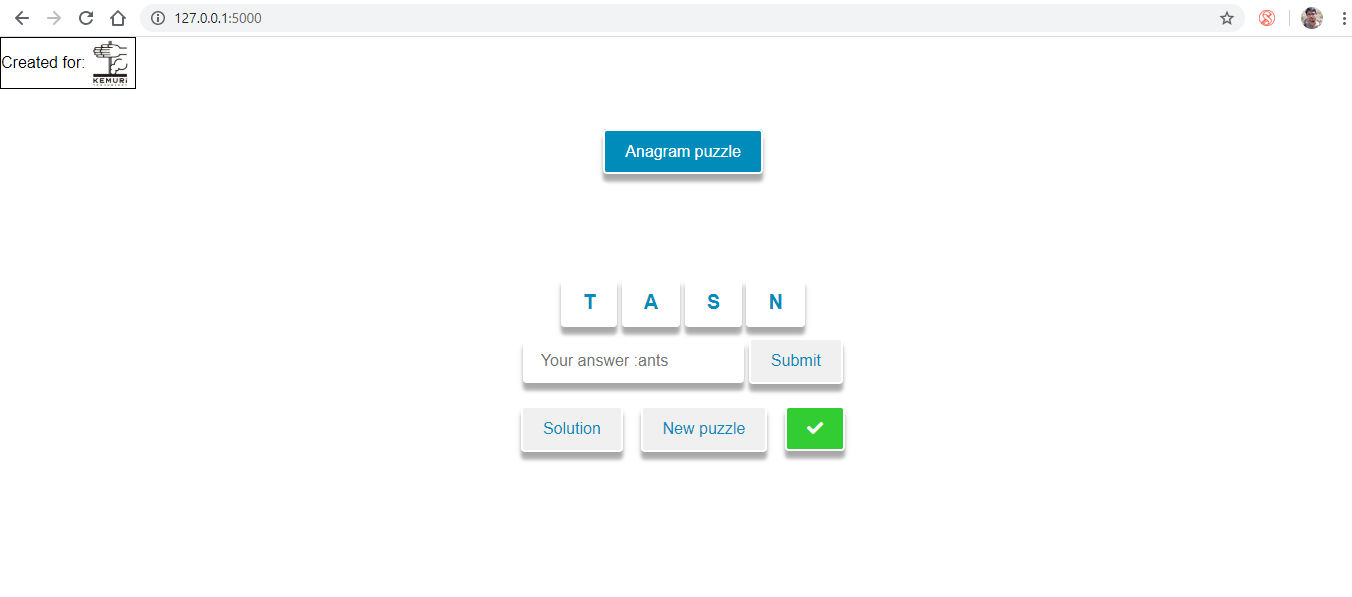 127.0.0.1:5000
Created for:
KEMURI
Anagram puzzle
T A S N
Your answer :ants Submit
Solution New puzzle